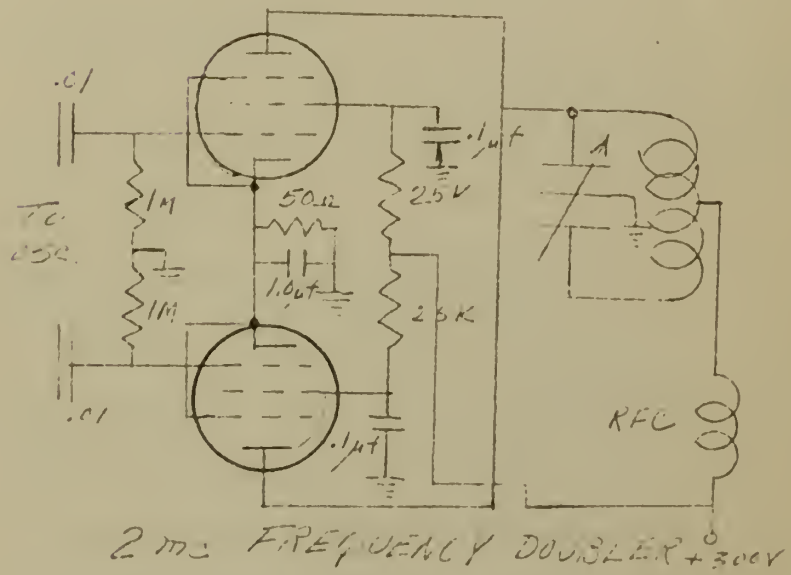 .01
.1μf
A
1M
50Ω
25K
TO
OSC.
1.0μf
1M
25K
RFC
.01
.1μf
2 mc FREQUENCY DOUBLER +300V